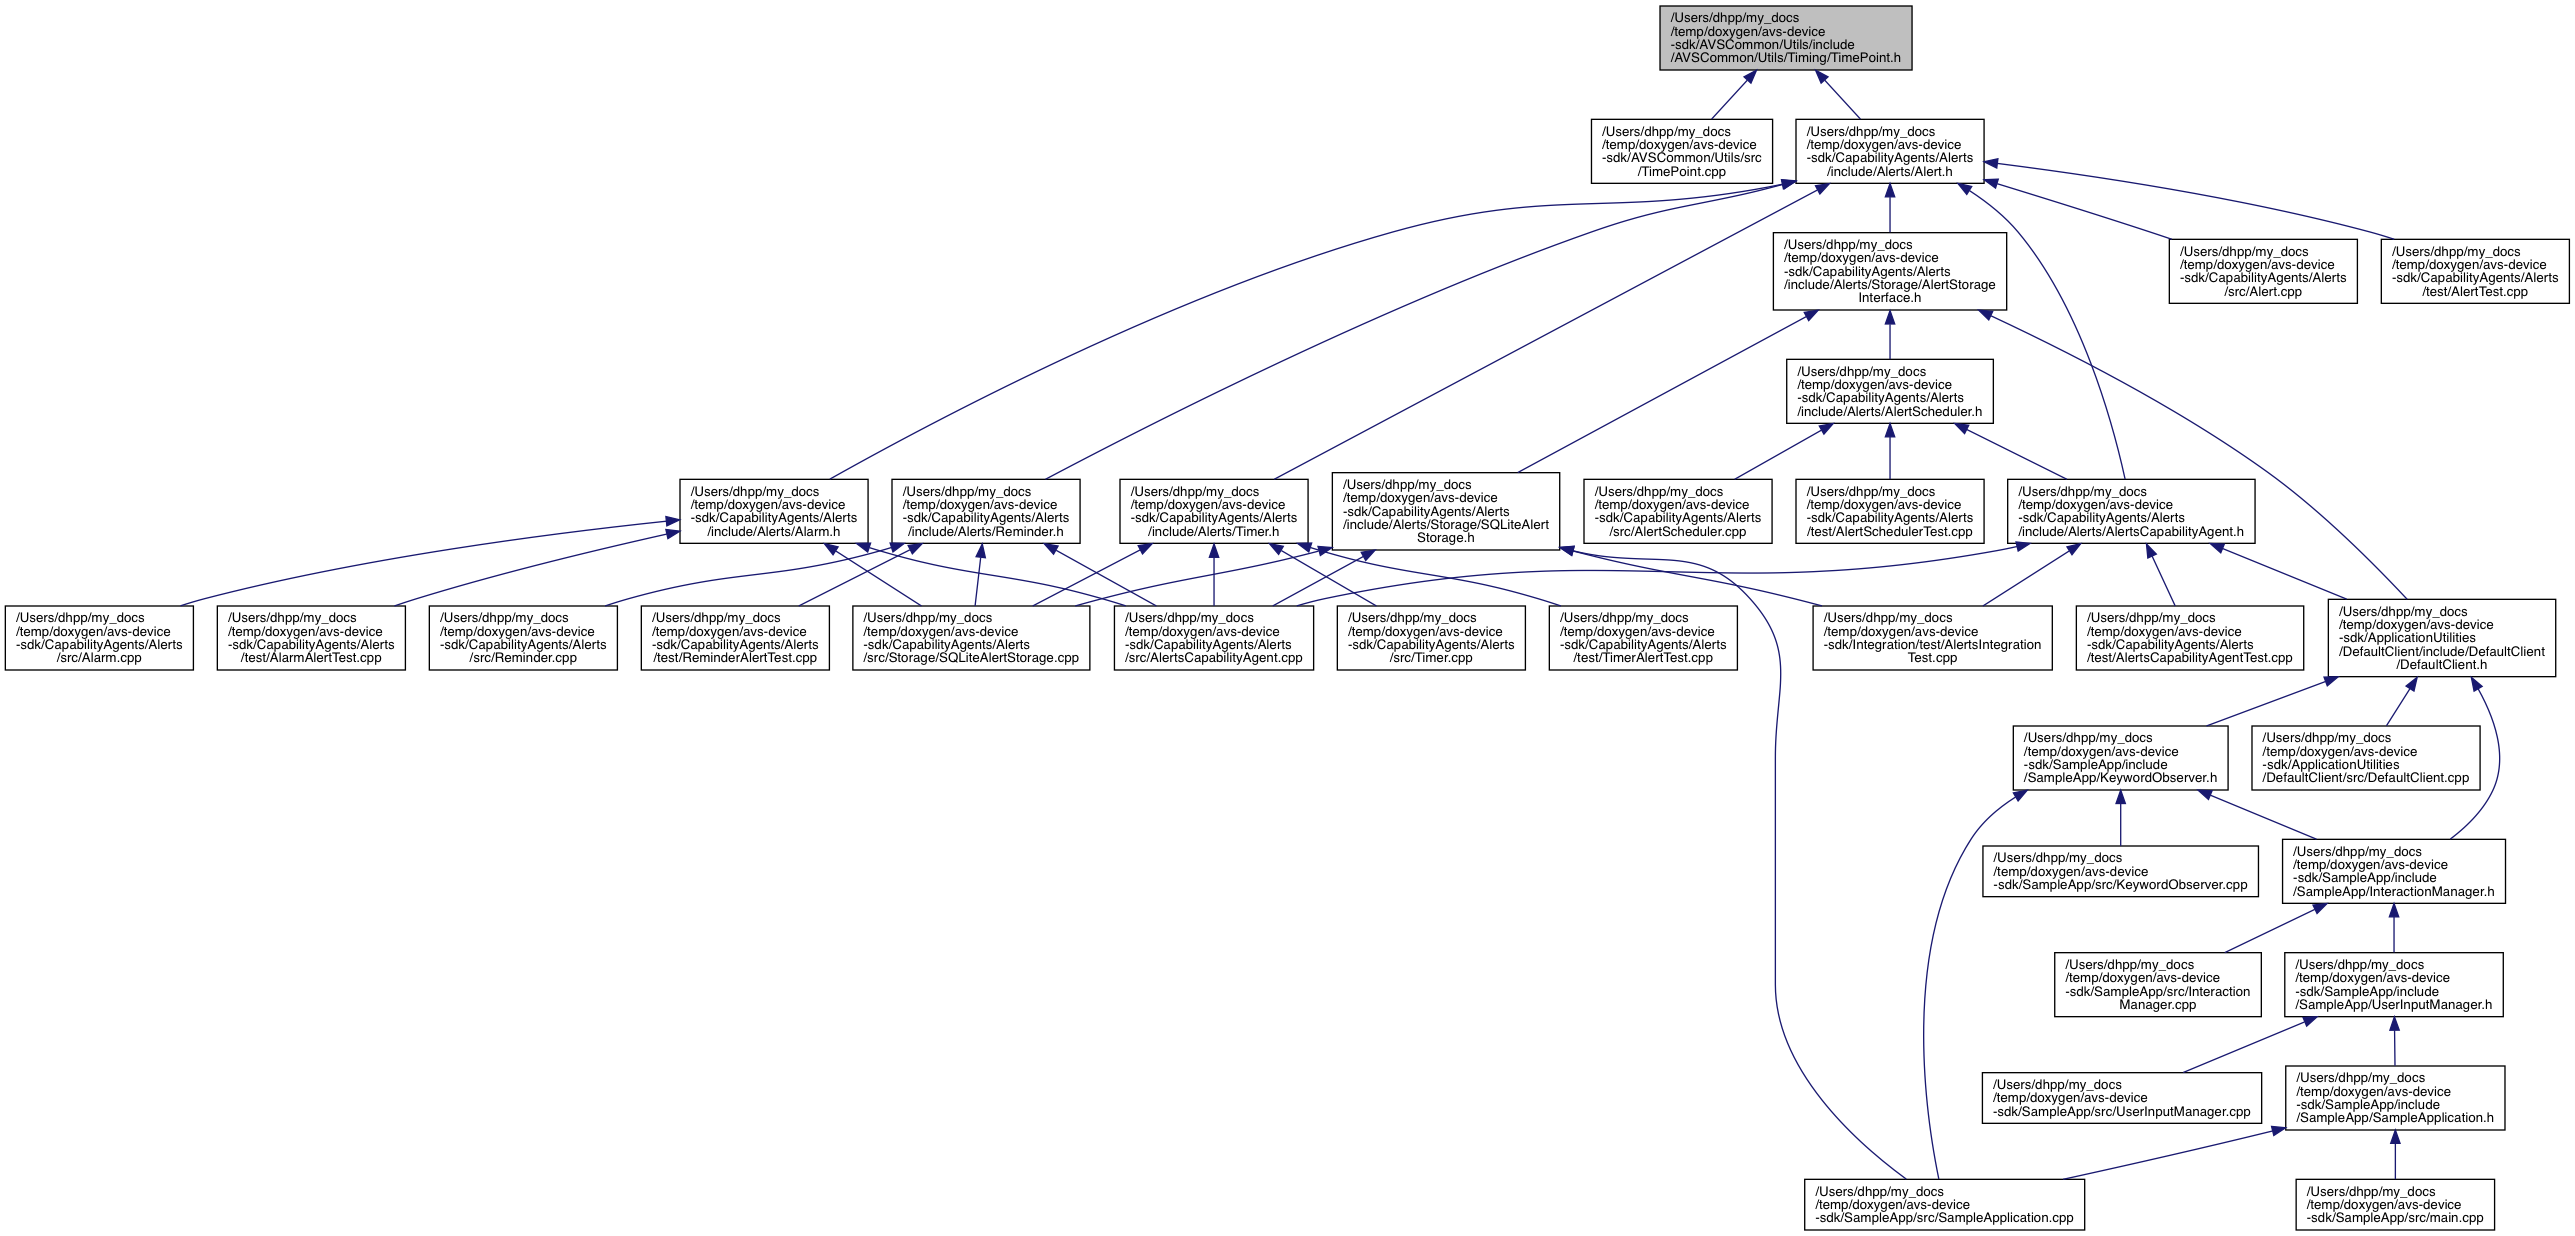 /Users/dhpp/my_docs
/temp/doxygen/avs-device
-sdk/AVSCommon/Utils/include
/AVSCommon/Utils/Timing/TimePoint.h
/Users/dhpp/my_docs
/temp/doxygen/avs-device
-sdk/AVSCommon/Utils/src
/TimePoint.cpp
/Users/dhpp/my_docs
/temp/doxygen/avs-device
-sdk/CapabilityAgents/Alerts
/include/Alerts/Alert.h
/Users/dhpp/my_docs
/temp/doxygen/avs-device
-sdk/CapabilityAgents/Alerts
/include/Alerts/Storage/AlertStorage
Interface.h
/Users/dhpp/my_docs
/temp/doxygen/avs-device
-sdk/CapabilityAgents/Alerts
/src/Alert.cpp
/Users/dhpp/my_docs
/temp/doxygen/avs-device
-sdk/CapabilityAgents/Alerts
/test/AlertTest.cpp
/Users/dhpp/my_docs
/temp/doxygen/avs-device
-sdk/CapabilityAgents/Alerts
/include/Alerts/AlertScheduler.h
/Users/dhpp/my_docs
/temp/doxygen/avs-device
-sdk/CapabilityAgents/Alerts
/include/Alerts/Alarm.h
/Users/dhpp/my_docs
/temp/doxygen/avs-device
-sdk/CapabilityAgents/Alerts
/include/Alerts/Reminder.h
/Users/dhpp/my_docs
/temp/doxygen/avs-device
-sdk/CapabilityAgents/Alerts
/include/Alerts/Timer.h
/Users/dhpp/my_docs
/temp/doxygen/avs-device
-sdk/CapabilityAgents/Alerts
/include/Alerts/Storage/SQLiteAlert
Storage.h
/Users/dhpp/my_docs
/temp/doxygen/avs-device
-sdk/CapabilityAgents/Alerts
/src/AlertScheduler.cpp
/Users/dhpp/my_docs
/temp/doxygen/avs-device
-sdk/CapabilityAgents/Alerts
/test/AlertSchedulerTest.cpp
/Users/dhpp/my_docs
/temp/doxygen/avs-device
-sdk/CapabilityAgents/Alerts
/include/Alerts/AlertsCapabilityAgent.h
/Users/dhpp/my_docs
/temp/doxygen/avs-device
-sdk/CapabilityAgents/Alerts
/src/Alarm.cpp
/Users/dhpp/my_docs
/temp/doxygen/avs-device
-sdk/CapabilityAgents/Alerts
/test/AlarmAlertTest.cpp
/Users/dhpp/my_docs
/temp/doxygen/avs-device
-sdk/CapabilityAgents/Alerts
/src/Reminder.cpp
/Users/dhpp/my_docs
/temp/doxygen/avs-device
-sdk/CapabilityAgents/Alerts
/test/ReminderAlertTest.cpp
/Users/dhpp/my_docs
/temp/doxygen/avs-device
-sdk/CapabilityAgents/Alerts
/src/Storage/SQLiteAlertStorage.cpp
/Users/dhpp/my_docs
/temp/doxygen/avs-device
-sdk/CapabilityAgents/Alerts
/src/AlertsCapabilityAgent.cpp
/Users/dhpp/my_docs
/temp/doxygen/avs-device
-sdk/CapabilityAgents/Alerts
/src/Timer.cpp
/Users/dhpp/my_docs
/temp/doxygen/avs-device
-sdk/CapabilityAgents/Alerts
/test/TimerAlertTest.cpp
/Users/dhpp/my_docs
/temp/doxygen/avs-device
-sdk/Integration/test/AlertsIntegration
Test.cpp
/Users/dhpp/my_docs
/temp/doxygen/avs-device
-sdk/CapabilityAgents/Alerts
/test/AlertsCapabilityAgentTest.cpp
/Users/dhpp/my_docs
/temp/doxygen/avs-device
-sdk/ApplicationUtilities
/DefaultClient/include/DefaultClient
/DefaultClient.h
/Users/dhpp/my_docs
/temp/doxygen/avs-device
-sdk/SampleApp/include
/SampleApp/KeywordObserver.h
/Users/dhpp/my_docs
/temp/doxygen/avs-device
-sdk/ApplicationUtilities
/DefaultClient/src/DefaultClient.cpp
/Users/dhpp/my_docs
/temp/doxygen/avs-device
-sdk/SampleApp/src/KeywordObserver.cpp
/Users/dhpp/my_docs
/temp/doxygen/avs-device
-sdk/SampleApp/include
/SampleApp/InteractionManager.h
/Users/dhpp/my_docs
/temp/doxygen/avs-device
-sdk/SampleApp/src/Interaction
Manager.cpp
/Users/dhpp/my_docs
/temp/doxygen/avs-device
-sdk/SampleApp/include
/SampleApp/UserInputManager.h
/Users/dhpp/my_docs
/temp/doxygen/avs-device
-sdk/SampleApp/src/UserInputManager.cpp
/Users/dhpp/my_docs
/temp/doxygen/avs-device
-sdk/SampleApp/include
/SampleApp/SampleApplication.h
/Users/dhpp/my_docs
/temp/doxygen/avs-device
-sdk/SampleApp/src/SampleApplication.cpp
/Users/dhpp/my_docs
/temp/doxygen/avs-device
-sdk/SampleApp/src/main.cpp